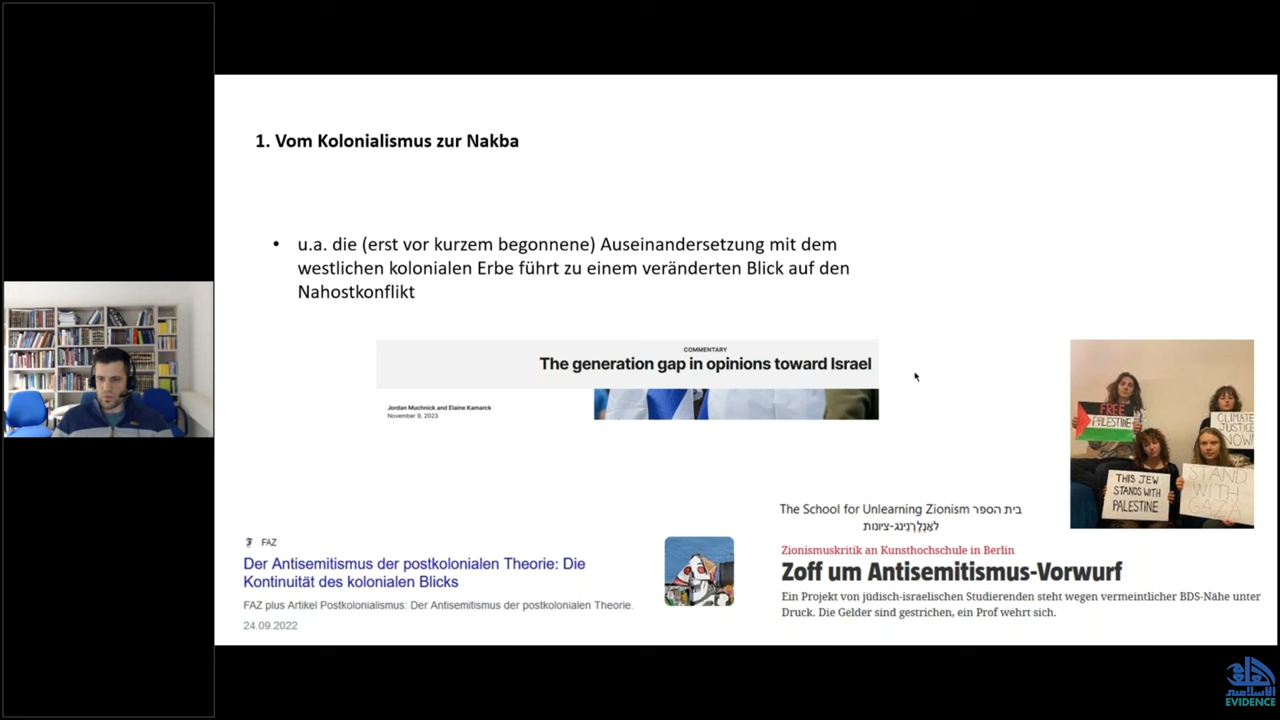 1. Vom Kolonialismus zur Nakba
• u.a. die (erst vor kurzem begonnene) Auseinandersetzung mit dem
westlichen kolonialen Erbe führt zu einem veränderten Blick auf den
Nahostkonflikt
COMMENTARY
The generation gap in opinions toward Israel
Jordan Muchnick and Elaine Kamarck
November 9, 2023
FREE
PALESTINE
CLIMATE
JUSTICE
NOW!
THIS JEW
STANDS WITH
PALESTINE
STAND
WITH
GAZA
FAZ
Der Antisemitismus der postkolonialen Theorie: Die
Kontinuität des kolonialen Blicks
FAZ plus Artikel Postkolonialismus: Der Antisemitismus der postkolonialen Theorie.
24.09.2022
The School for Unlearning Zionism בית הספר
לאַנְלֶרְנִינג-ציונות
Zionismuskritik an Kunsthochschule in Berlin
Zoff um Antisemitismus-Vorwurf
Ein Projekt von jüdisch-israelischen Studierenden steht wegen vermeintlicher BDS-Nähe unter
Druck. Die Gelder sind gestrichen, ein Prof wehrt sich.
EVIDENCE